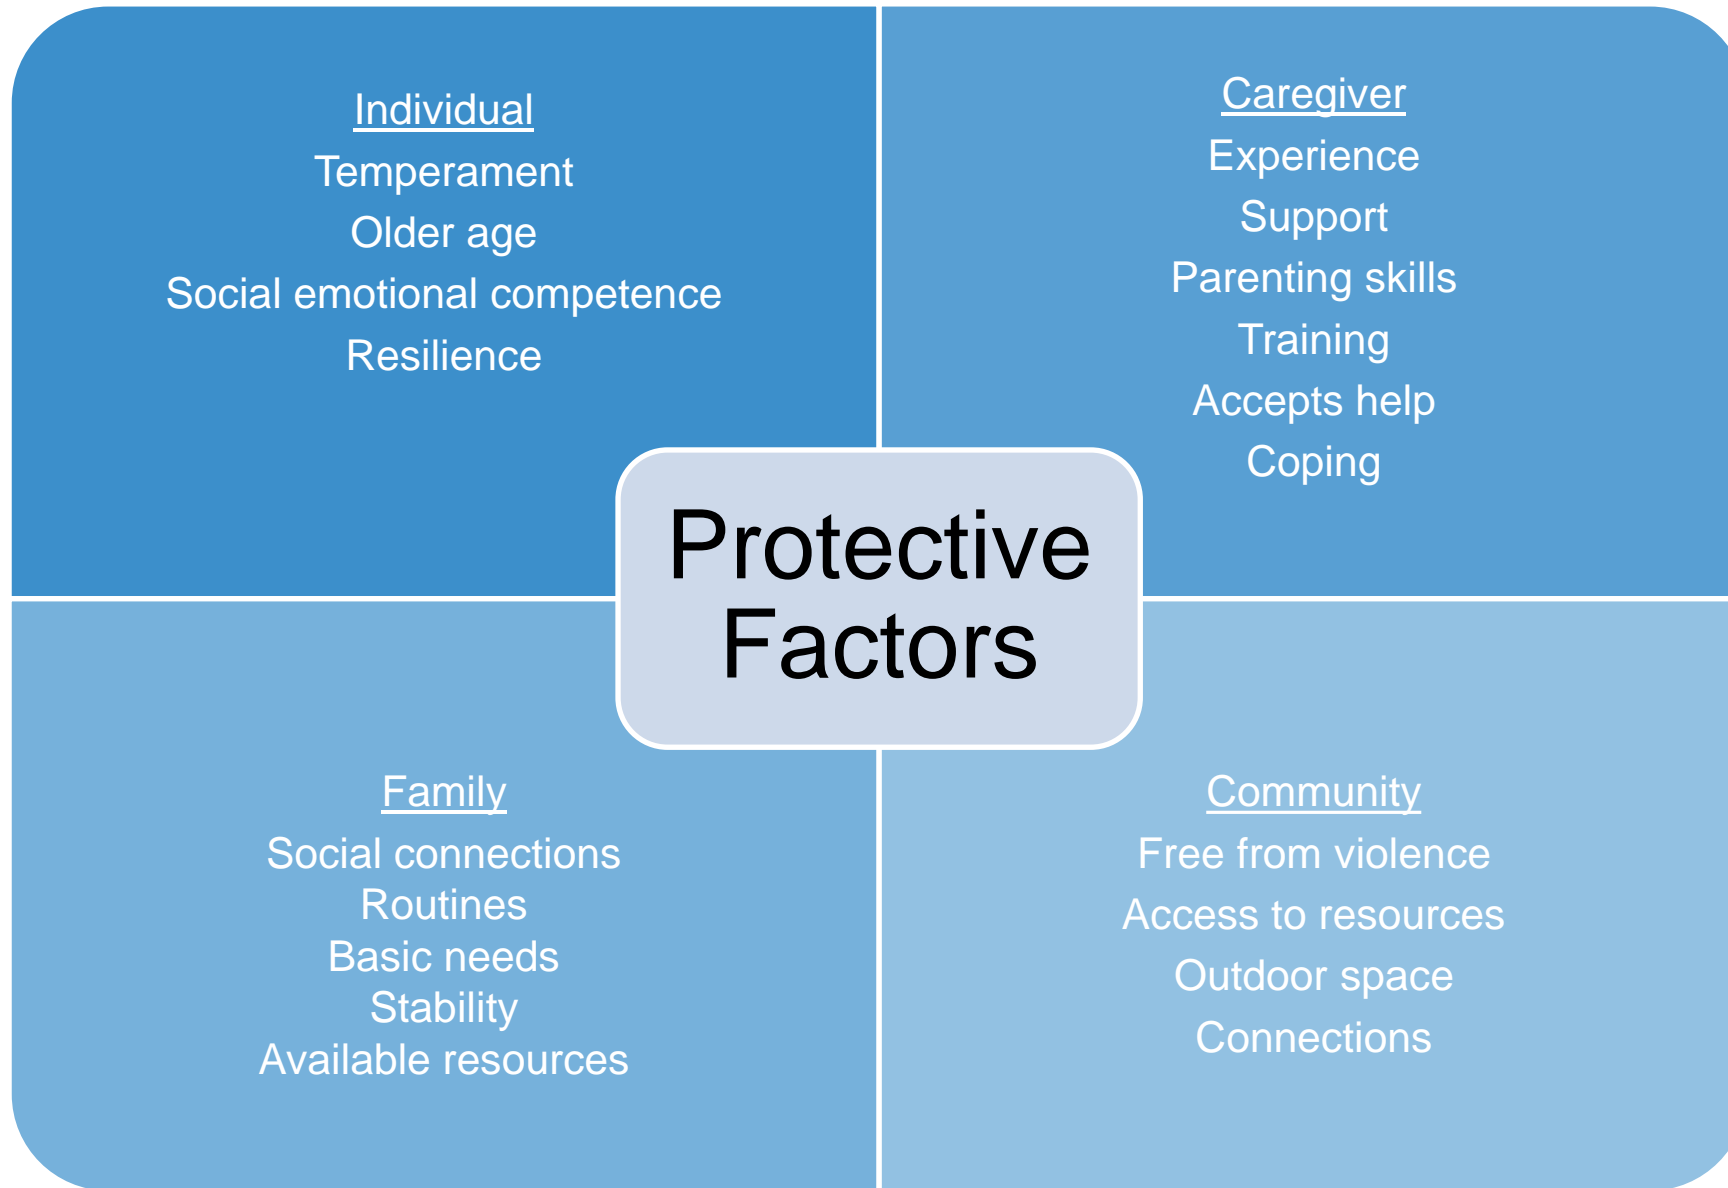 Individual
Temperament
Older age
Social emotional competence
Resilience
Caregiver
Experience
Support
Parenting skills
Training
Accepts help
Coping
Protective
Factors
Family
Social connections
Routines
Basic needs
Stability
Available resources
Community
Free from violence
Access to resources
Outdoor space
Connections